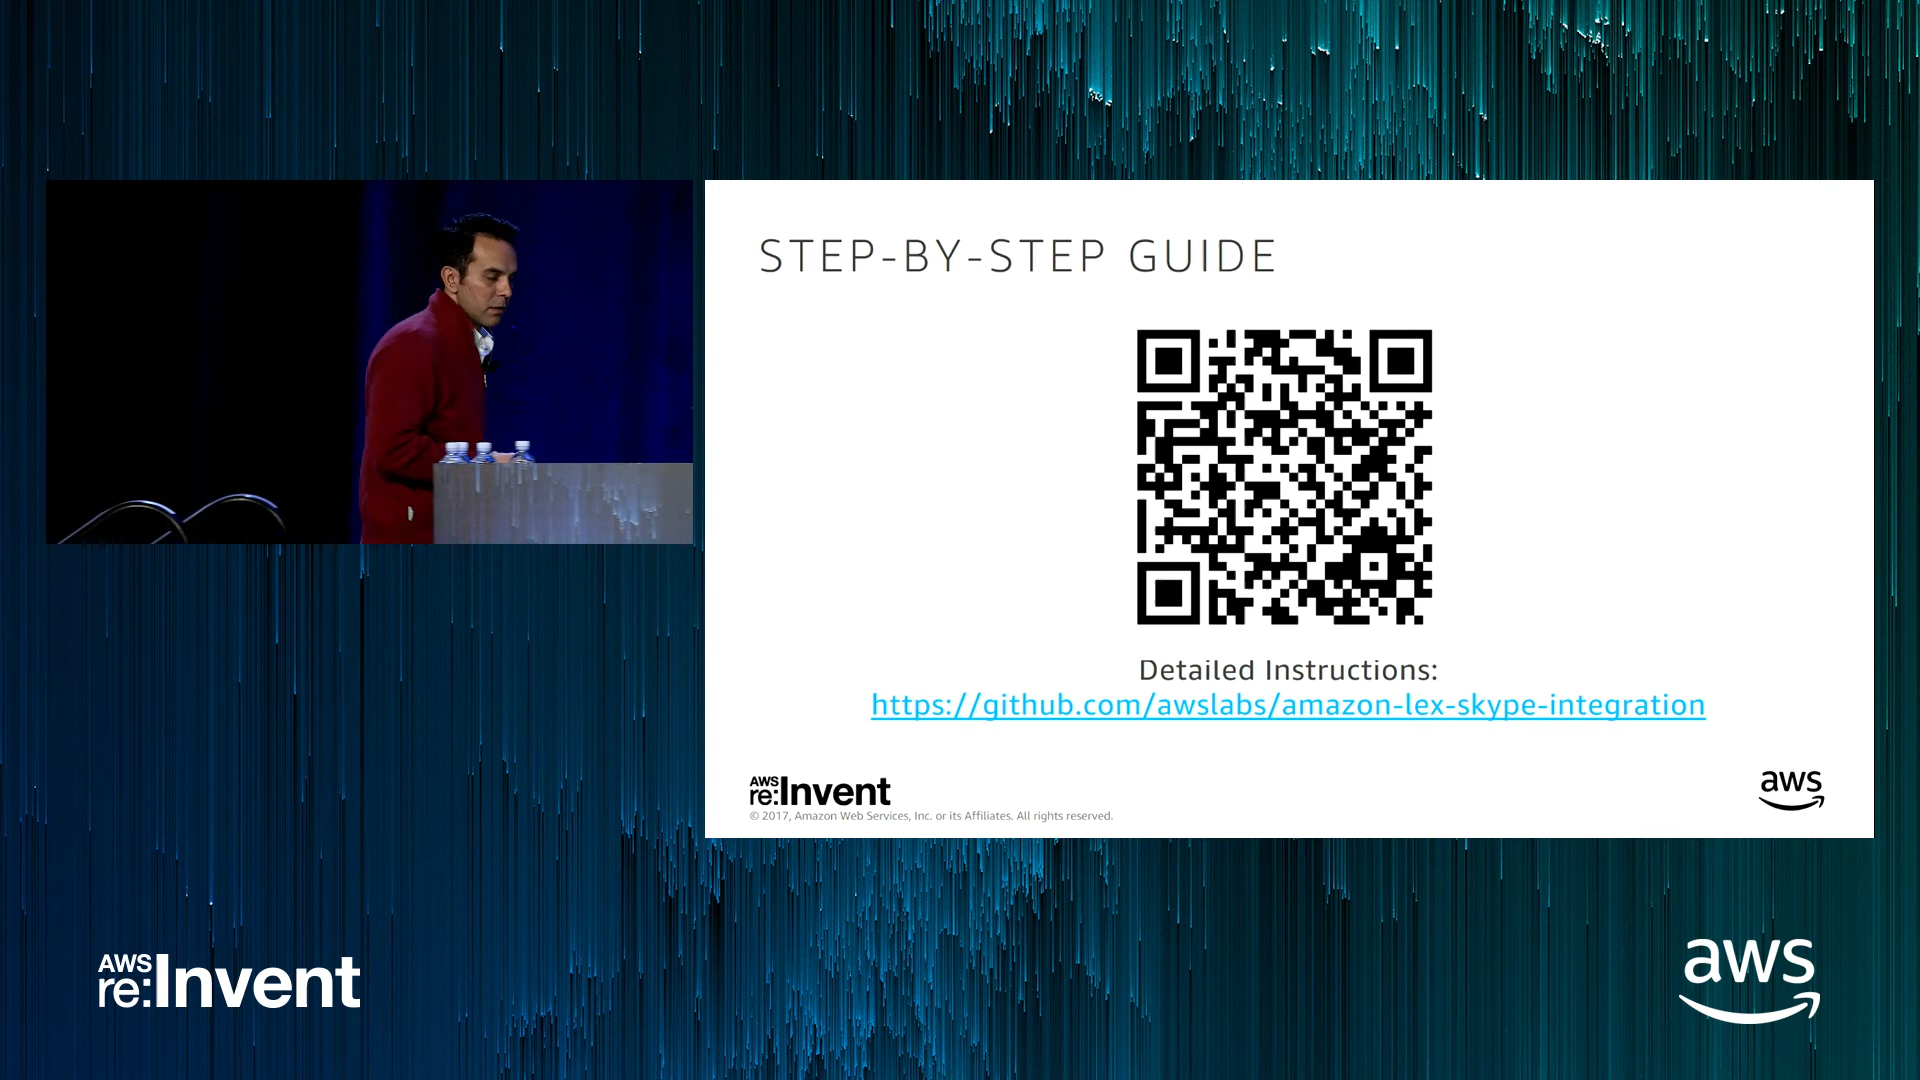 STEP-BY-STEP GUIDE
Detailed Instructions:
https://github.com/awslabs/amazon-lex-skype-integration
AWS
re:Invent
© 2017, Amazon Web Services, Inc. or its Affiliates. All rights reserved.
aws
AWS
re:Invent
aws